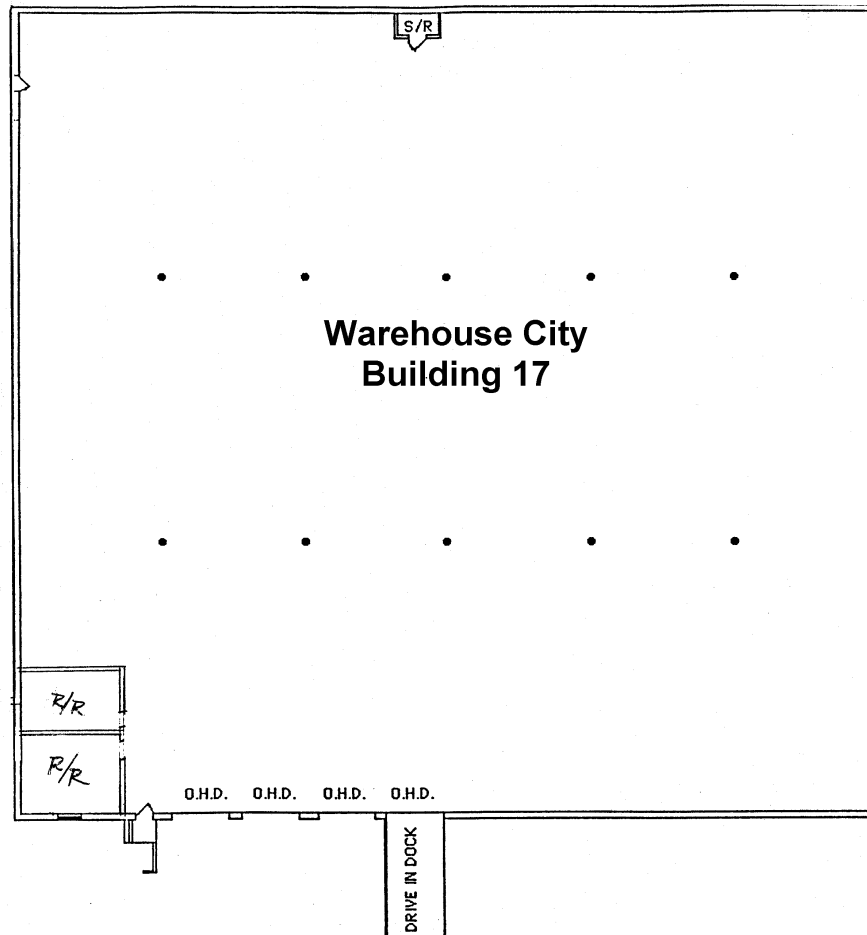 S/R
Warehouse City
Building 17
R/R
R/R
O.H.D. O.H.D. O.H.D. O.H.D.
DRIVE IN DOCK